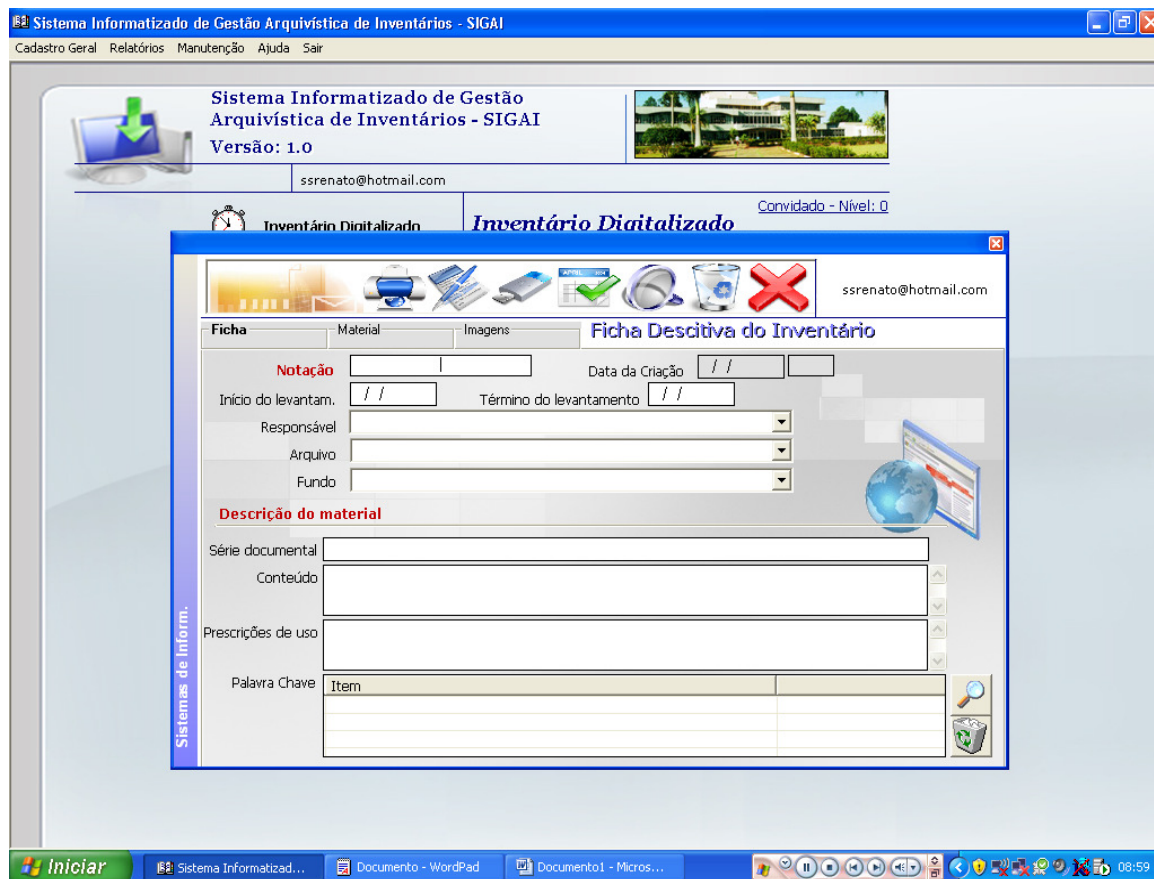 Sistema Informatizado de Gestão Arquivística de Inventários - SIGAI
Cadastro Geral Relatórios Manutenção Ajuda Sair
Sistema Informatizado de Gestão
Arquivística de Inventários - SIGAI
Versão: 1.0
ssrenato@hotmail.com
Convidado - Nível: 0
Inventário Digitalizado Inventário Digitalizado
APRIL
ssrenato@hotmail.com
Ficha Material Imagens Ficha Descitiva do Inventário
Notação Data da Criação / /
Início do levantam. / / Término do levantamento / /
Responsável
Arquivo
Fundo
Descrição do material
Série documental
Conteúdo
Prescrições de uso
Palavra Chave Item
Sistemas de Inform.
Iniciar Sistema Informatizad... Documento - WordPad Documento1 - Micros... 08:59